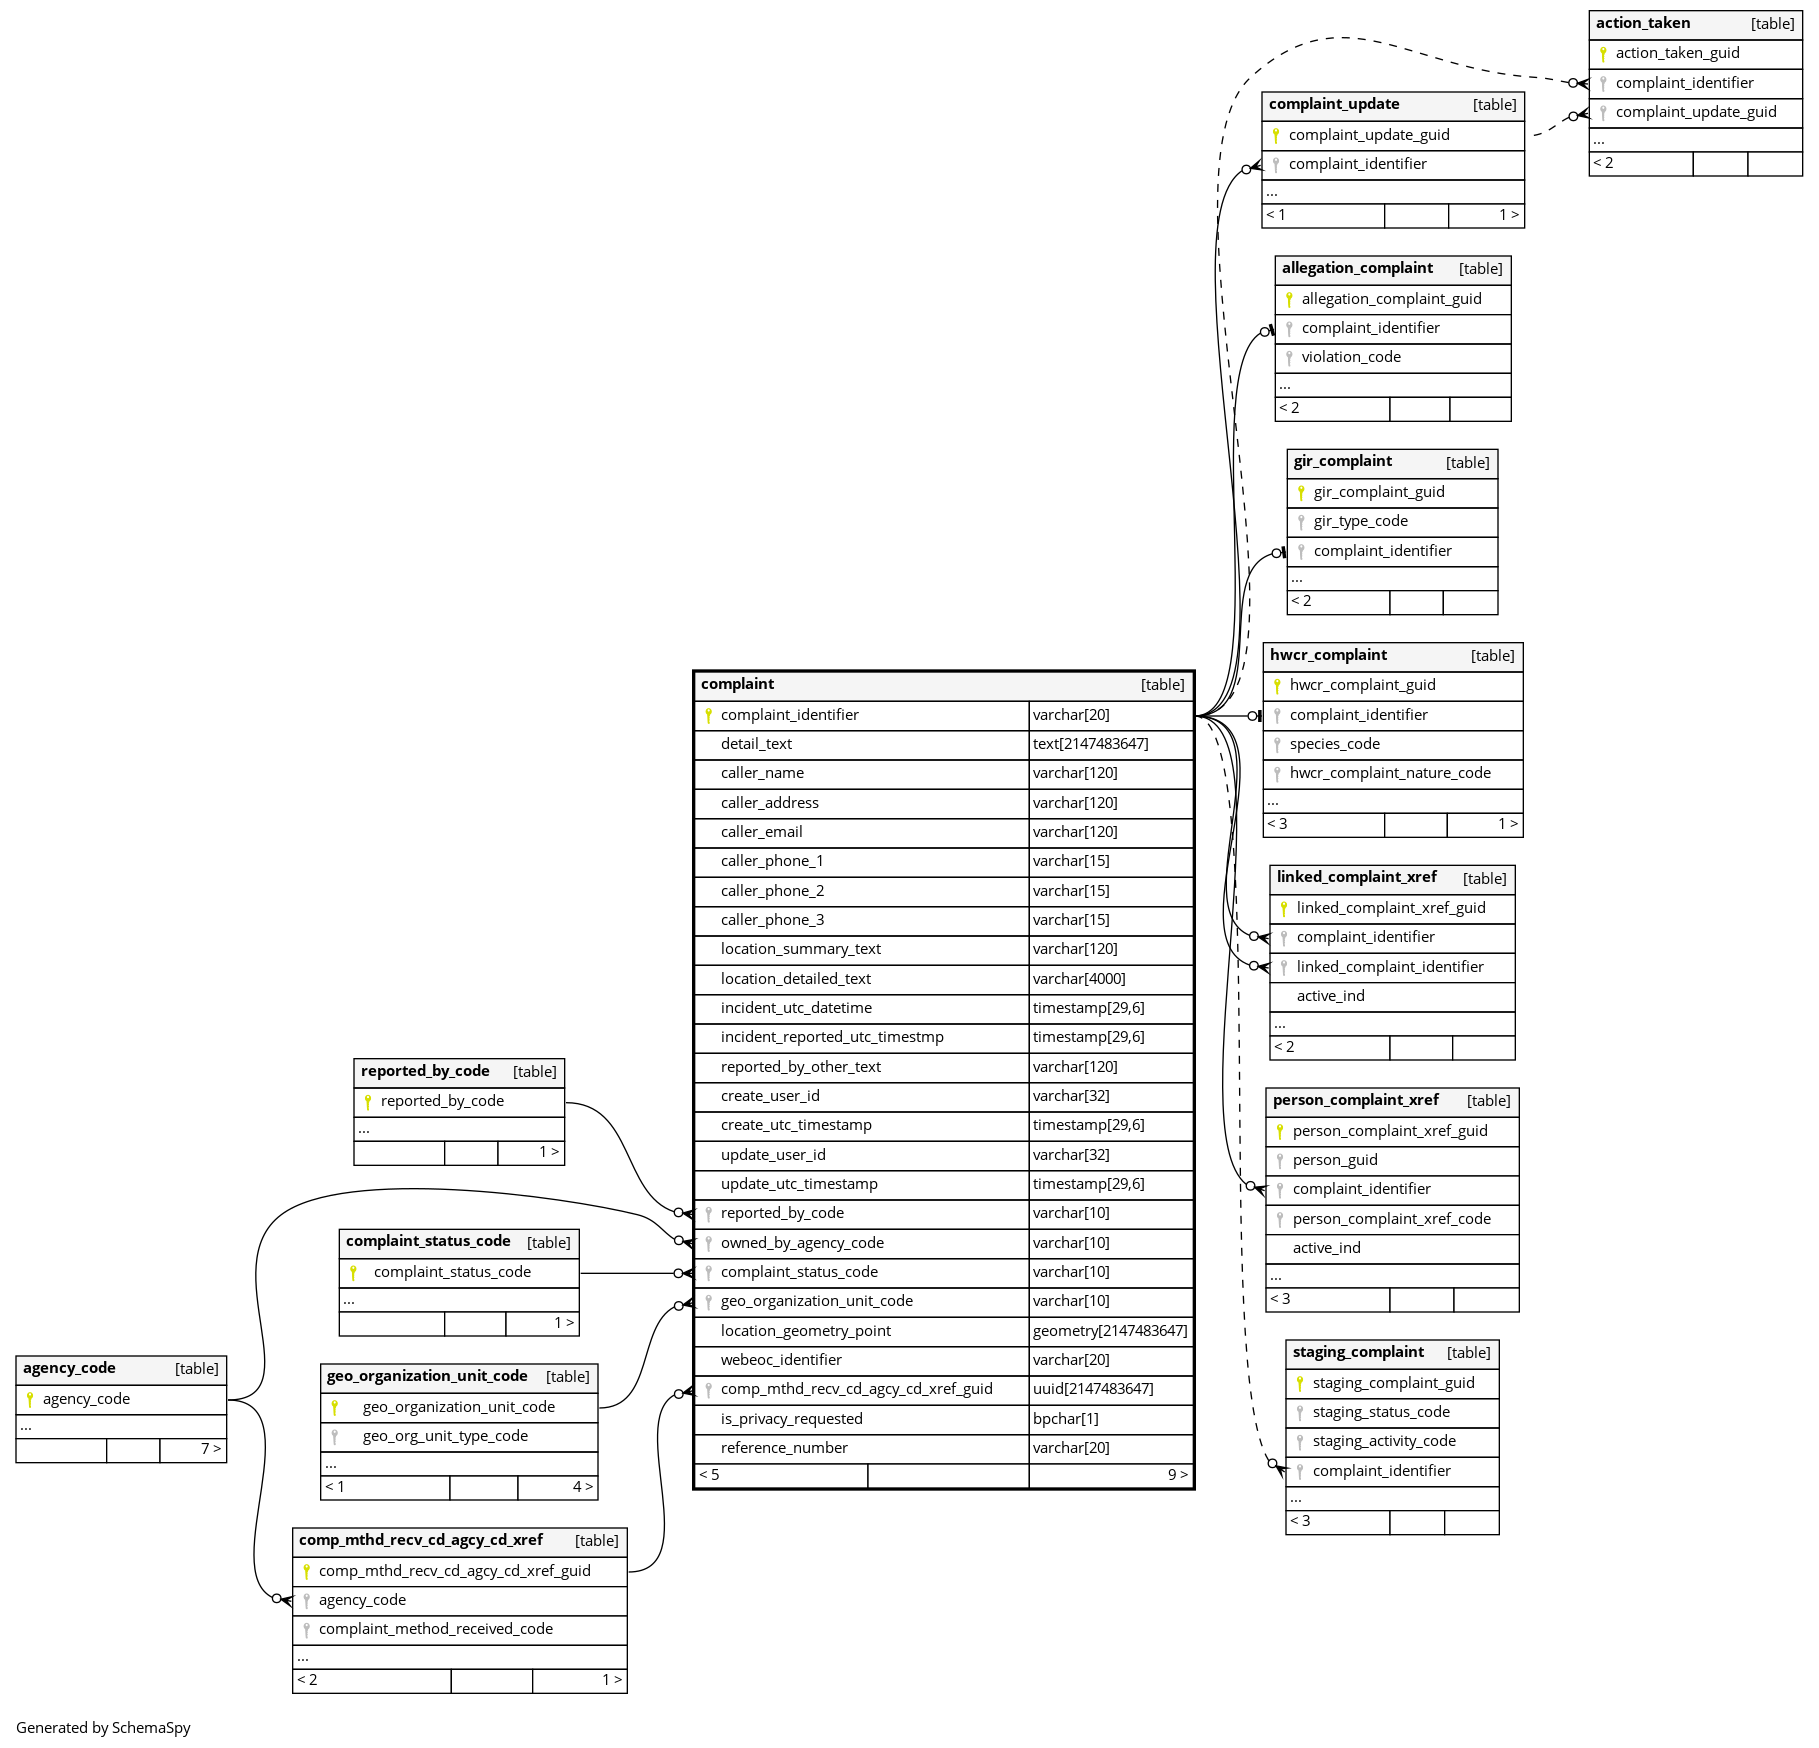 action_taken [table]
action_taken_guid
complaint_identifier
complaint_update_guid
...
< 2
complaint_update [table]
complaint_update_guid
complaint_identifier
...
< 1 1 >
allegation_complaint [table]
allegation_complaint_guid
complaint_identifier
violation_code
...
< 2
gir_complaint [table]
gir_complaint_guid
gir_type_code
complaint_identifier
...
< 2
hwcr_complaint [table]
hwcr_complaint_guid
complaint_identifier
species_code
hwcr_complaint_nature_code
...
< 3 1 >
linked_complaint_xref [table]
linked_complaint_xref_guid
complaint_identifier
linked_complaint_identifier
active_ind
...
< 2
person_complaint_xref [table]
person_complaint_xref_guid
person_guid
complaint_identifier
person_complaint_xref_code
active_ind
...
< 3
staging_complaint [table]
staging_complaint_guid
staging_status_code
staging_activity_code
complaint_identifier
...
< 3
complaint [table]
complaint_identifier varchar[20]
detail_text text[2147483647]
caller_name varchar[120]
caller_address varchar[120]
caller_email varchar[120]
caller_phone_1 varchar[15]
caller_phone_2 varchar[15]
caller_phone_3 varchar[15]
location_summary_text varchar[120]
location_detailed_text varchar[4000]
incident_utc_datetime timestamp[29,6]
incident_reported_utc_timestmp timestamp[29,6]
reported_by_other_text varchar[120]
create_user_id varchar[32]
create_utc_timestamp timestamp[29,6]
update_user_id varchar[32]
update_utc_timestamp timestamp[29,6]
reported_by_code varchar[10]
owned_by_agency_code varchar[10]
complaint_status_code varchar[10]
geo_organization_unit_code varchar[10]
location_geometry_point geometry[2147483647]
webeoc_identifier varchar[20]
comp_mthd_recv_cd_agcy_cd_xref_guid uuid[2147483647]
is_privacy_requested bpchar[1]
reference_number varchar[20]
< 5 9 >
reported_by_code [table]
reported_by_code
...
1 >
complaint_status_code [table]
complaint_status_code
...
1 >
agency_code [table]
agency_code
...
7 >
geo_organization_unit_code [table]
geo_organization_unit_code
geo_org_unit_type_code
...
< 1 4 >
comp_mthd_recv_cd_agcy_cd_xref [table]
comp_mthd_recv_cd_agcy_cd_xref_guid
agency_code
complaint_method_received_code
...
< 2 1 >
Generated by SchemaSpy